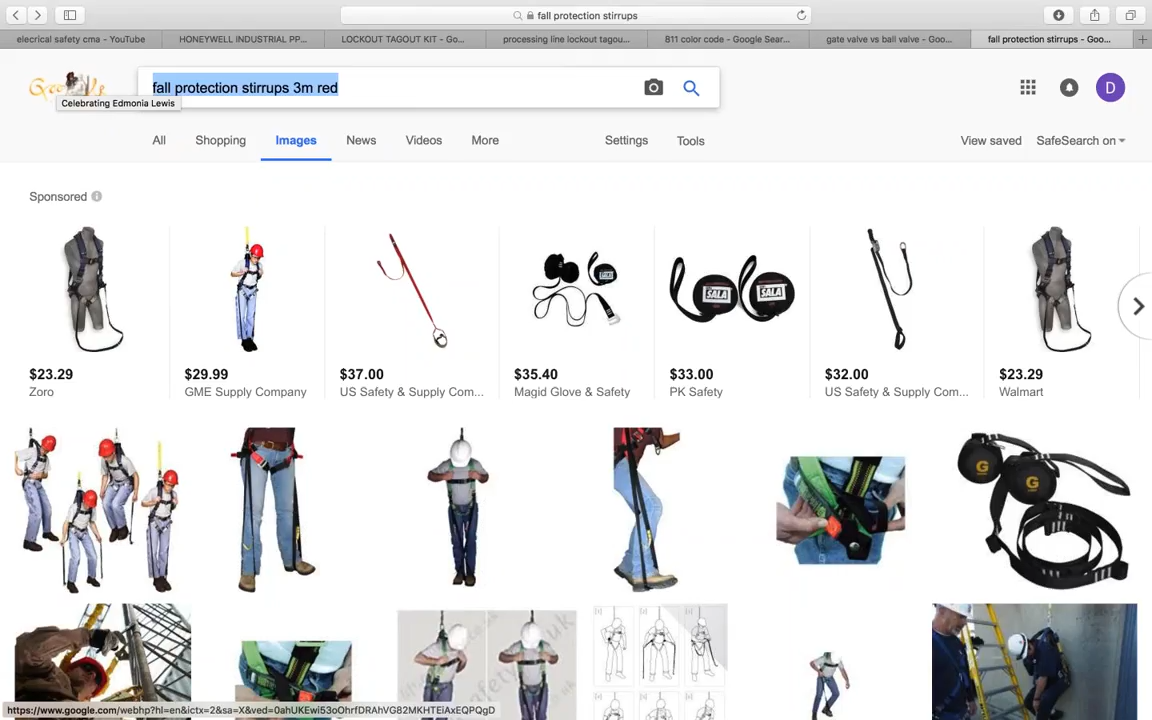 fall protection stirrups
elecrical safety cma - YouTube
HONEYWELL INDUSTRIAL PP...
LOCKOUT TAGOUT KIT - Go...
processing line lockout tagou...
811 color code - Google Sear...
gate valve vs ball valve - Goo...
fall protection stirrups - Goo...
fall protection stirrups 3m red
D
Celebrating Edmonia Lewis
All
Shopping
Images
News
Videos
More
Settings
Tools
View saved
SafeSearch on
Sponsored
SALA
SALA
$23.29
Zoro
$29.99
GME Supply Company
$37.00
US Safety & Supply Com...
$35.40
Magid Glove & Safety
$33.00
PK Safety
$32.00
US Safety & Supply Com...
$23.29
Walmart
G
G
https://www.google.com/webhp?hl=en&ictx=2&sa=X&ved=0ahUKEwi53oOhrfDRAhVG82MKHTEiAxEQPQgD